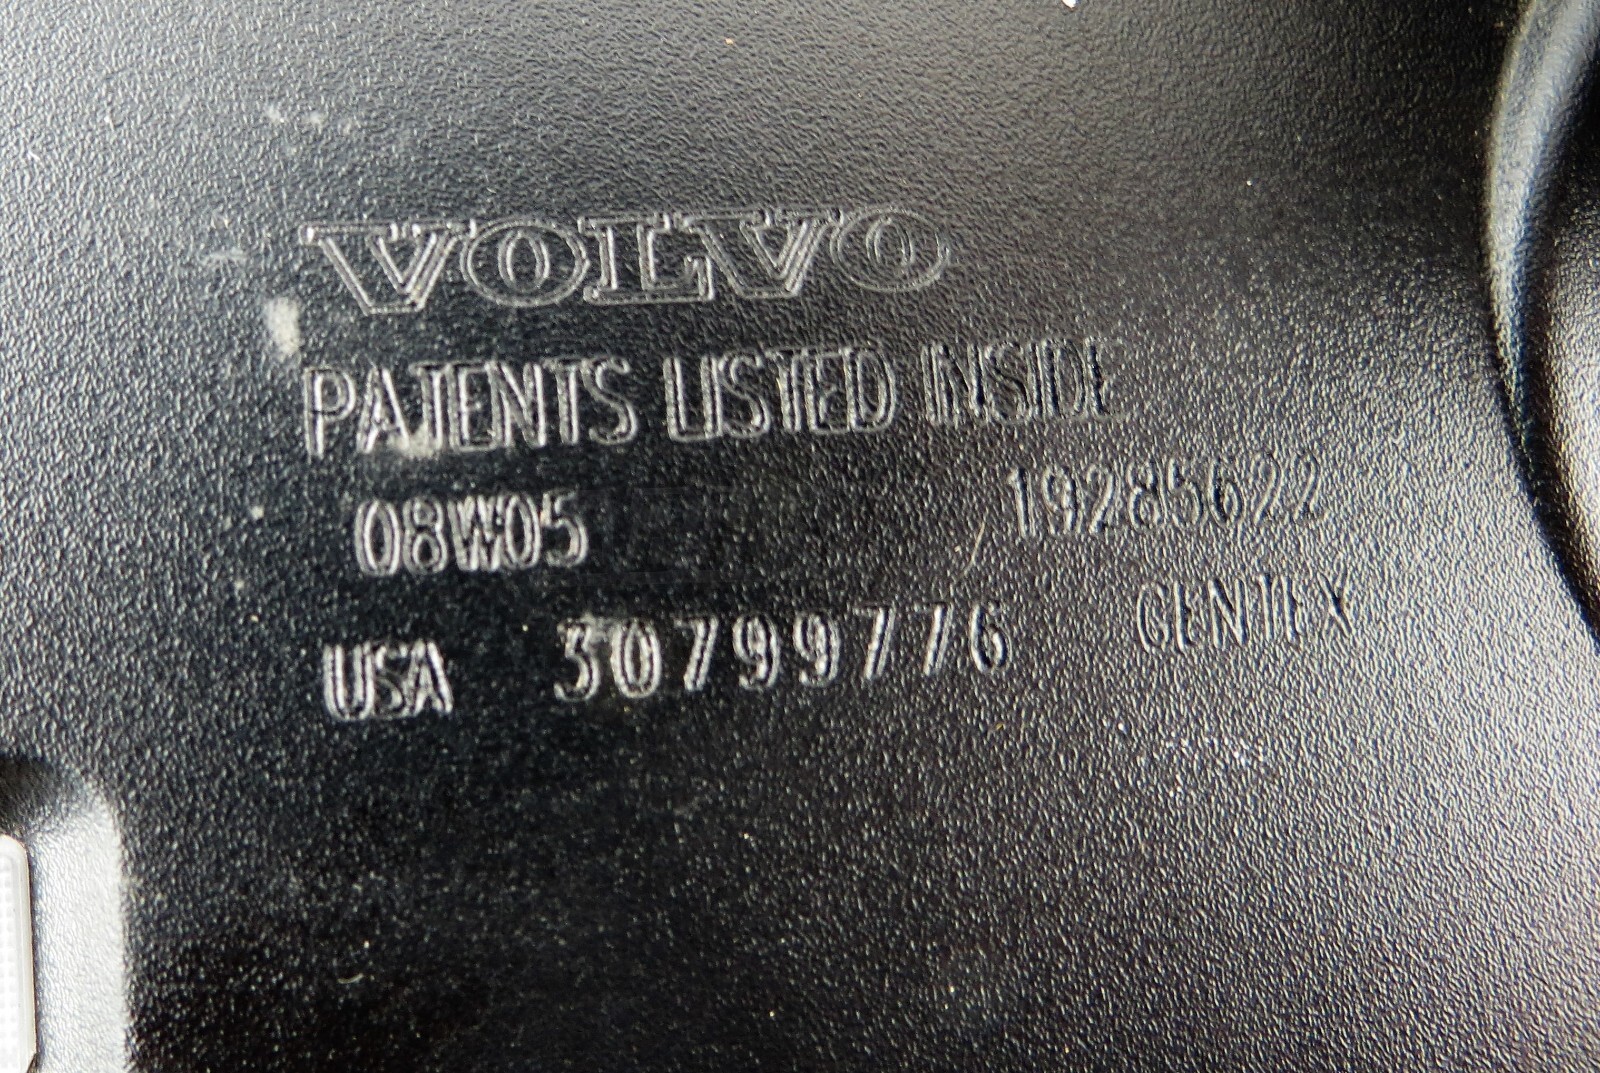 VOLVO
PATENTS LISTED INSIDE
08W05 19285622
USA 30799776 GENTEX